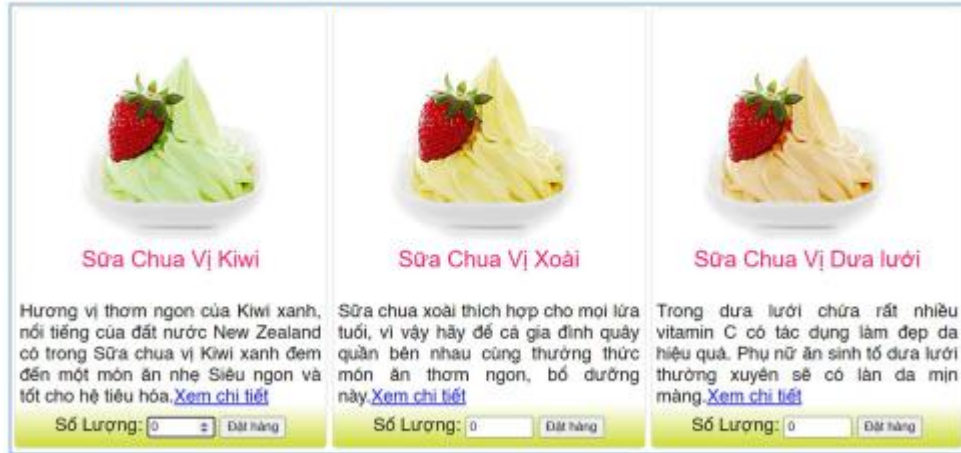 Sữa Chua Vị Kiwi
Hương vị thơm ngon của Kiwi xanh,
nổi tiếng của đất nước New Zealand
có trong Sữa chua vị Kiwi xanh đem
đến một món ăn nhẹ Siêu ngon và
tốt cho hệ tiêu hóa.Xem chi tiết
Số Lượng: 0 Đặt hàng
Sữa Chua Vị Xoài
Sữa chua xoài thích hợp cho mọi lứa
tuổi, vì vậy hãy để cả gia đình quây
quần bên nhau cùng thưởng thức
món ăn thơm ngon, bổ dưỡng
này.Xem chi tiết
Số Lượng: 0 Đặt hàng
Sữa Chua Vị Dưa lưới
Trong dưa lưới chứa rất nhiều
vitamin C có tác dụng làm đẹp da
hiệu quả. Phụ nữ ăn sinh tố dưa lưới
thường xuyên sẽ có làn da mịn
màng.Xem chi tiết
Số Lượng: 0 Đặt hàng